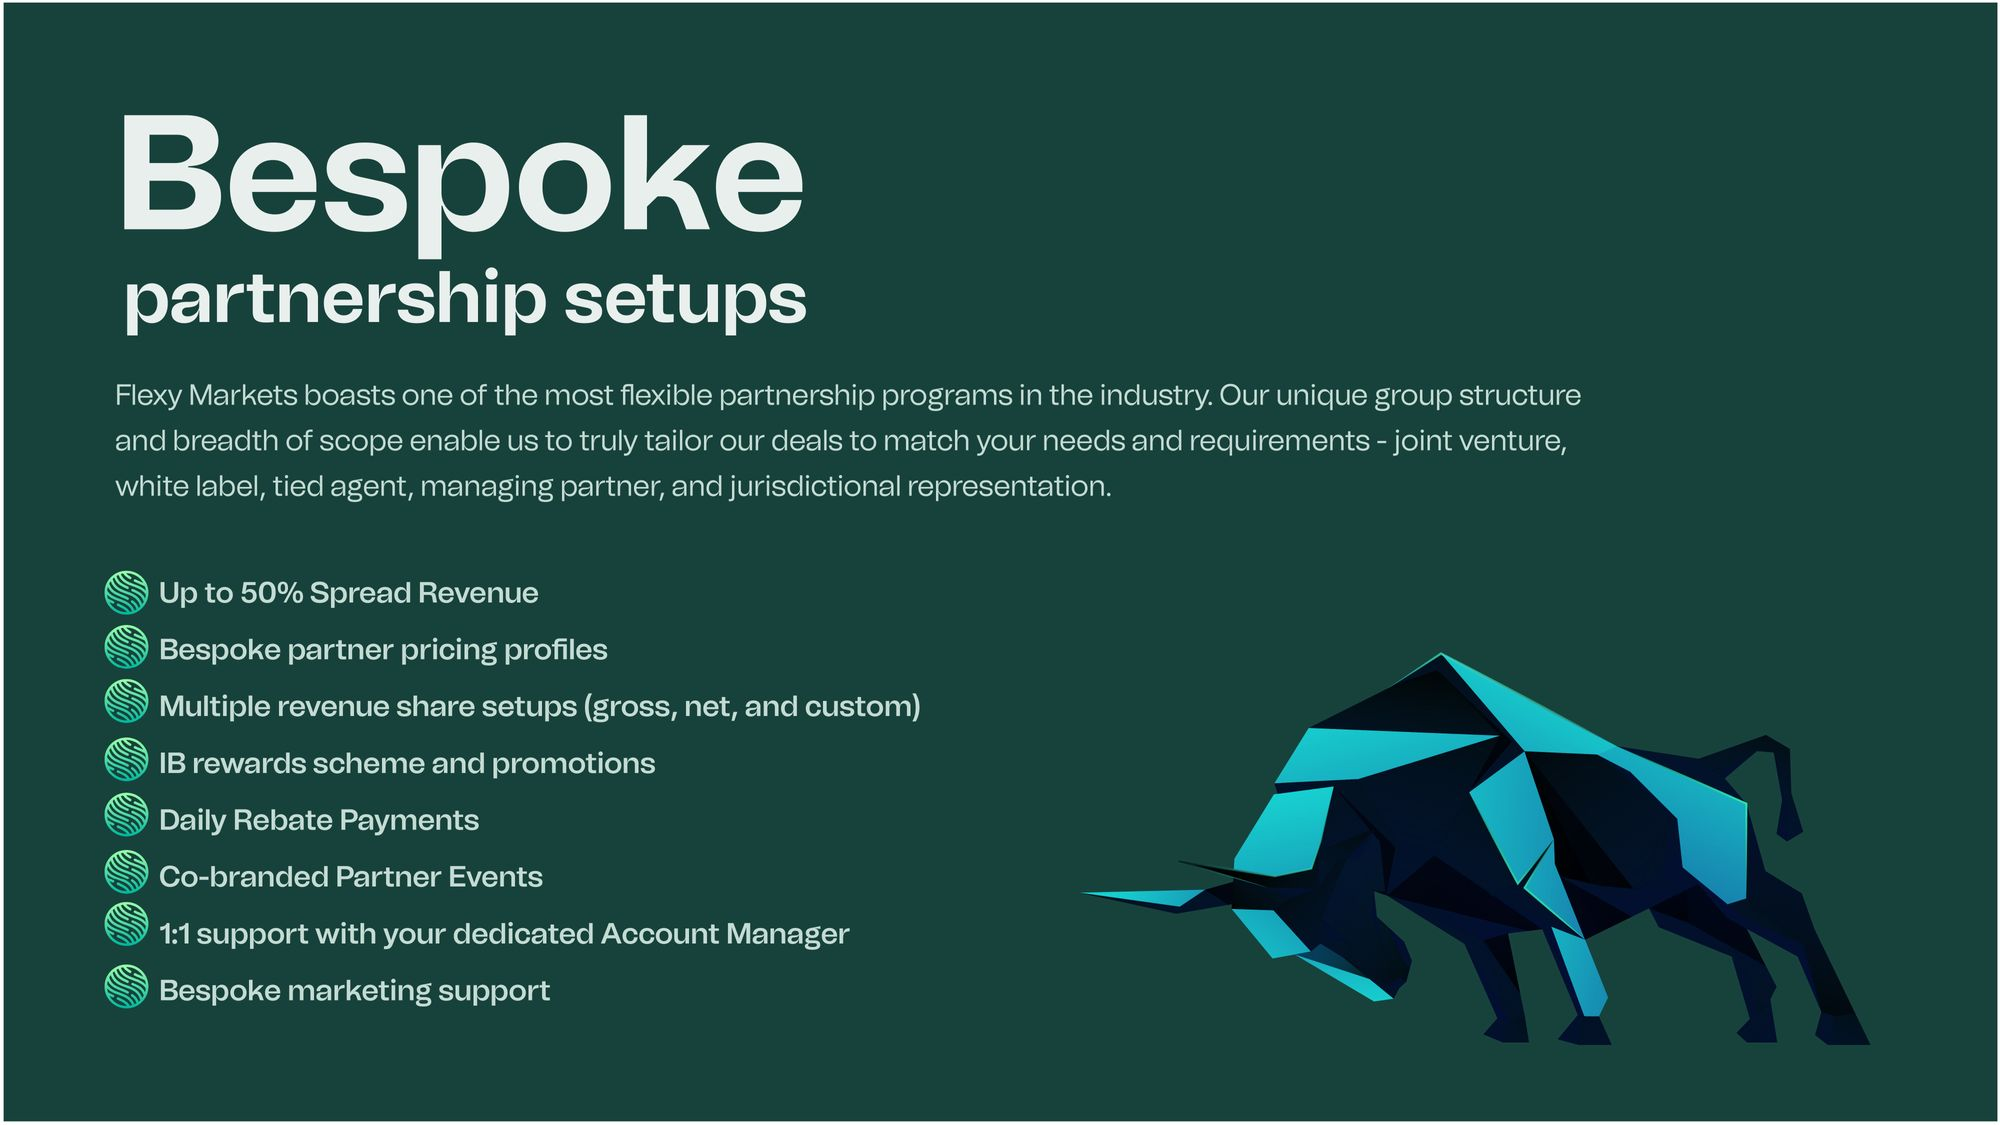 Bespoke
partnership setups
Flexy Markets boasts one of the most flexible partnership programs in the industry. Our unique group structure
and breadth of scope enable us to truly tailor our deals to match your needs and requirements - joint venture,
white label, tied agent, managing partner, and jurisdictional representation.
Up to 50% Spread Revenue
Bespoke partner pricing profiles
Multiple revenue share setups (gross, net, and custom)
IB rewards scheme and promotions
Daily Rebate Payments
Co-branded Partner Events
1:1 support with your dedicated Account Manager
Bespoke marketing support